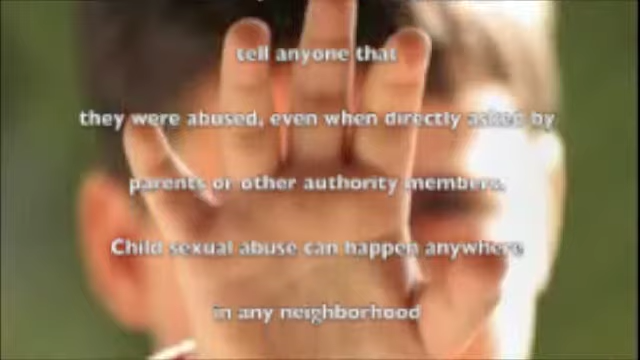 tell anyone that
they were abused, even when directly asked by
parents or other authority members.
Child sexual abuse can happen anywhere
in any neighborhood